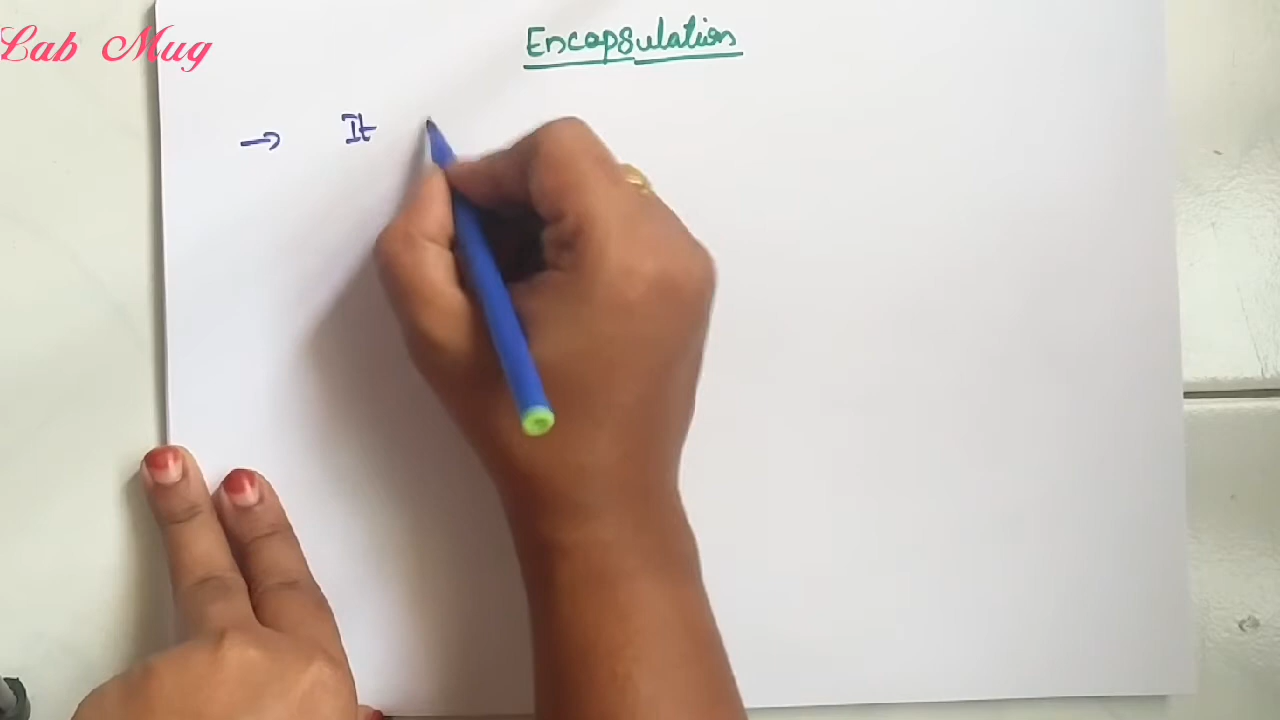 Lab Mug
Encapsulation
→ It